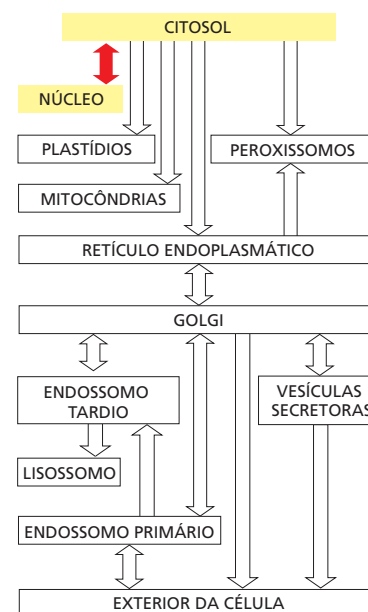 CITOSOL
NÚCLEO
PLASTÍDIOS
PEROXISSOMOS
MITOCÔNDRIAS
RETÍCULO ENDOPLASMÁTICO
GOLGI
ENDOSSOMO
TARDIO
VESÍCULAS
SECRETORAS
LISOSSOMO
ENDOSSOMO PRIMÁRIO
EXTERIOR DA CÉLULA